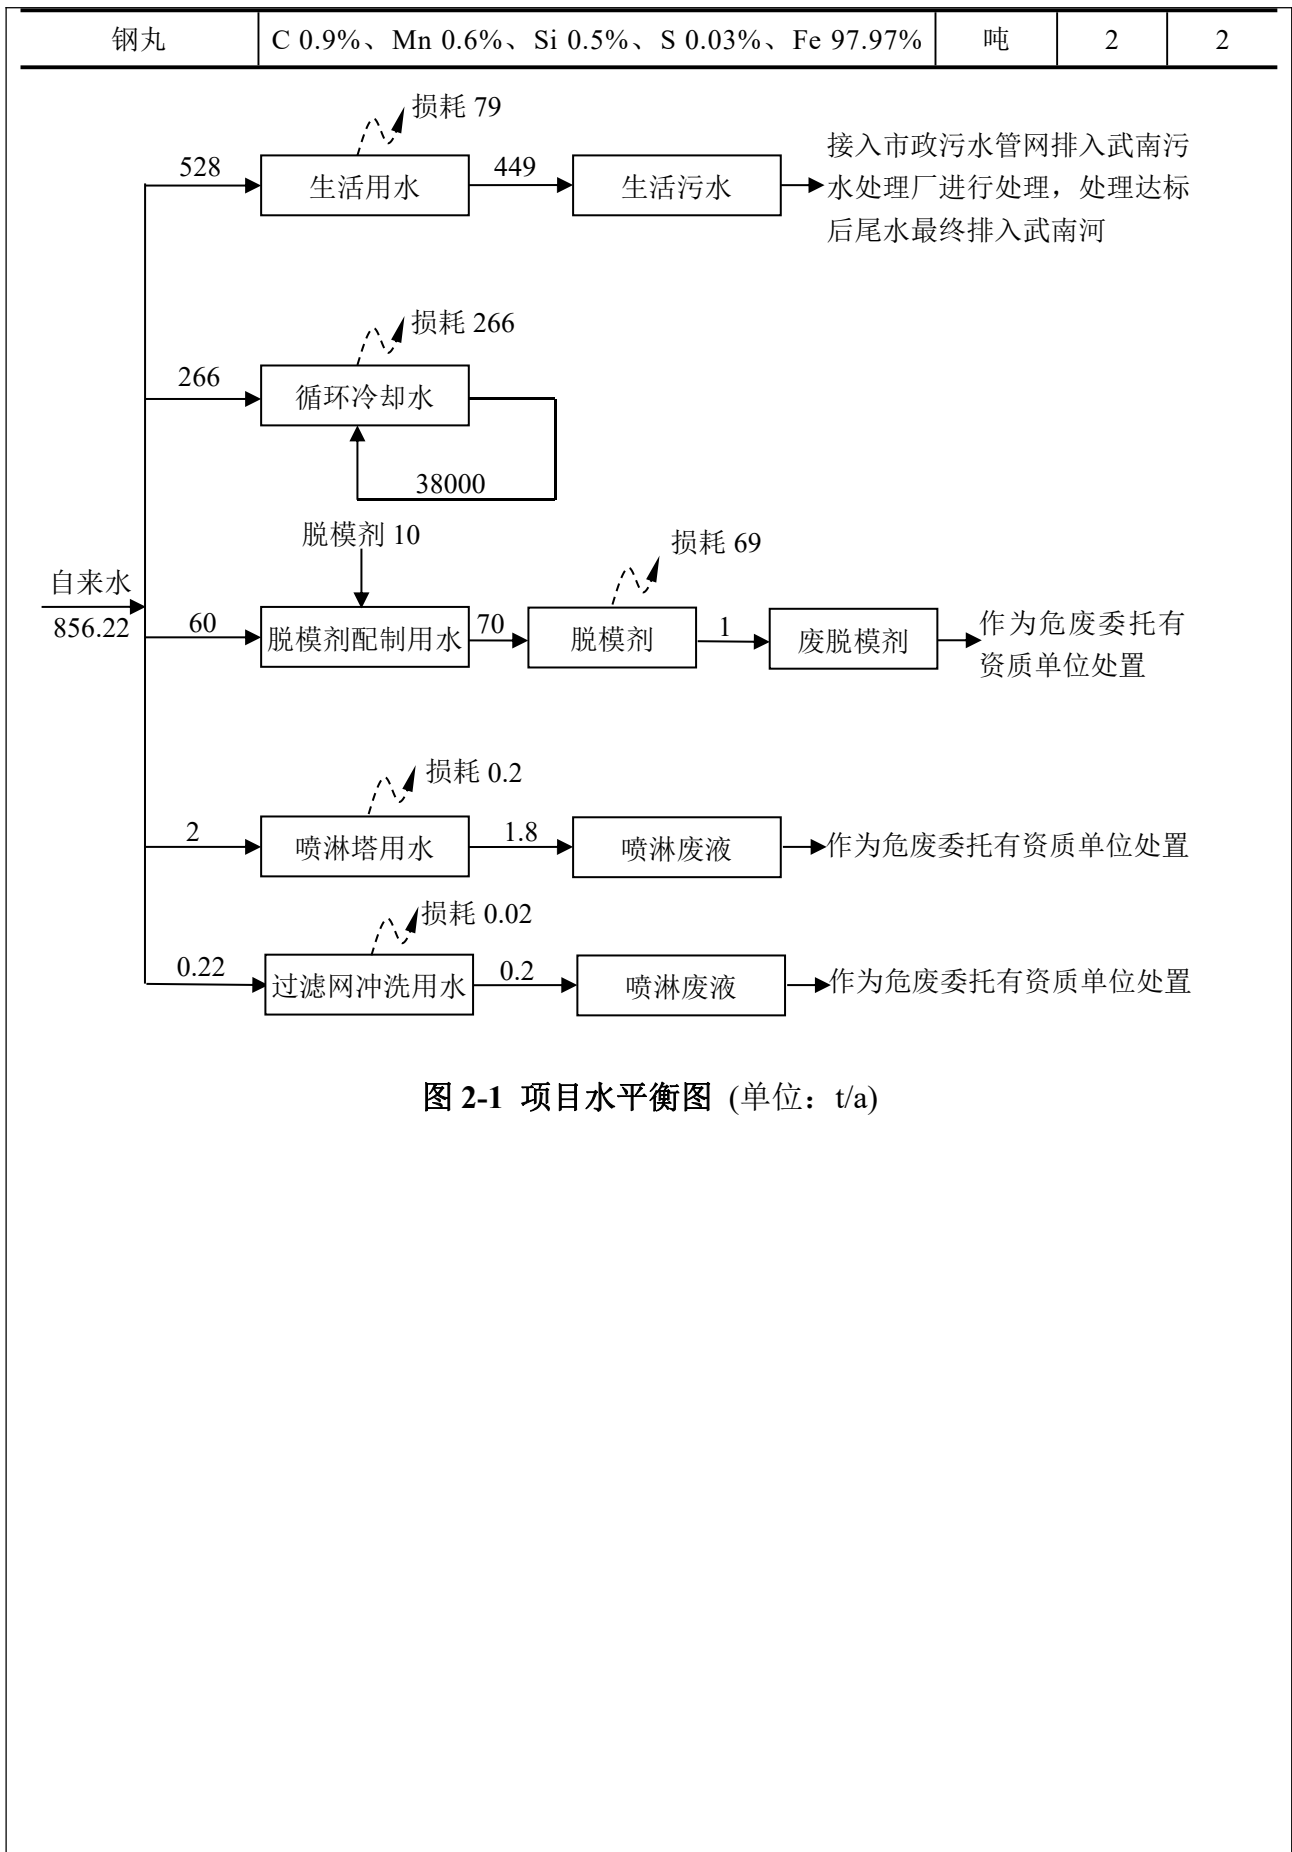 钢丸 C 0.9%、Mn 0.6%、Si 0.5%、S 0.03%、Fe 97.97% 吨 2 2
损耗 79
528 生活用水 449 生活污水
接入市政污水管网排入武南污
水处理厂进行处理，处理达标
后尾水最终排入武南河
损耗 266
266 循环冷却水
38000
脱模剂 10
损耗 69
自来水
856.22
60 脱模剂配制用水 70 脱模剂 1 废脱模剂
作为危废委托有
资质单位处置
损耗 0.2
2 喷淋塔用水 1.8 喷淋废液 作为危废委托有资质单位处置
损耗 0.02
0.22 过滤网冲洗用水 0.2 喷淋废液 作为危废委托有资质单位处置
图 2-1 项目水平衡图 (单位：t/a)